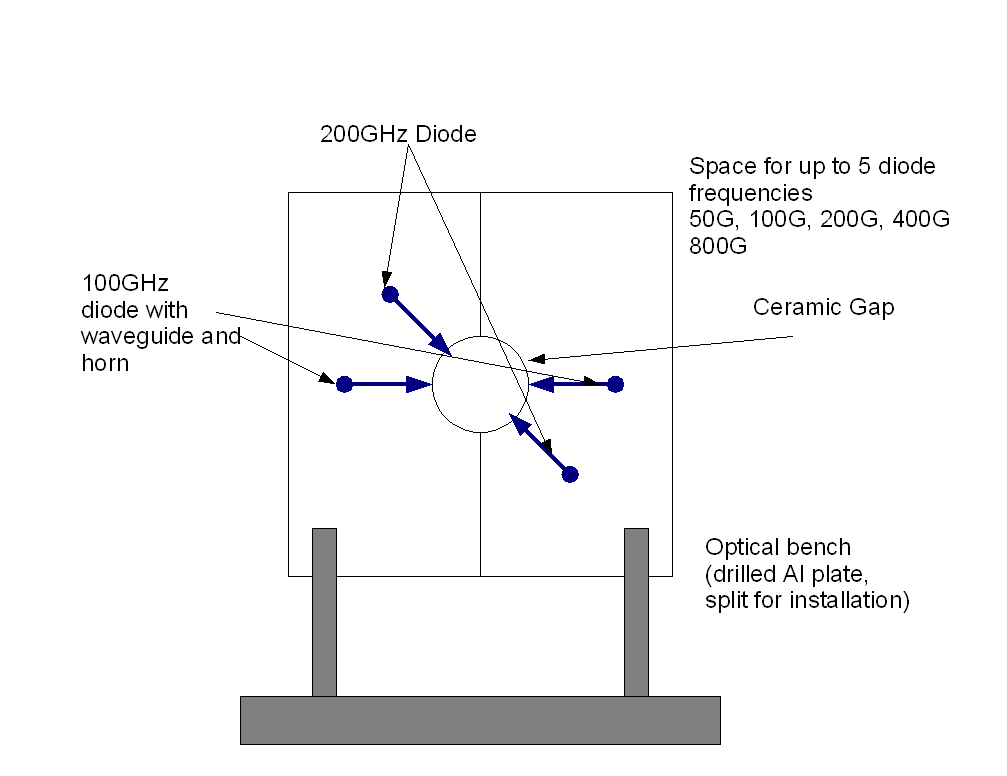 200GHz Diode
Space for up to 5 diode
frequencies
50G, 100G, 200G, 400G
800G
100GHz
diode with
waveguide and
horn
Ceramic Gap
Optical bench
(drilled Al plate,
split for installation)